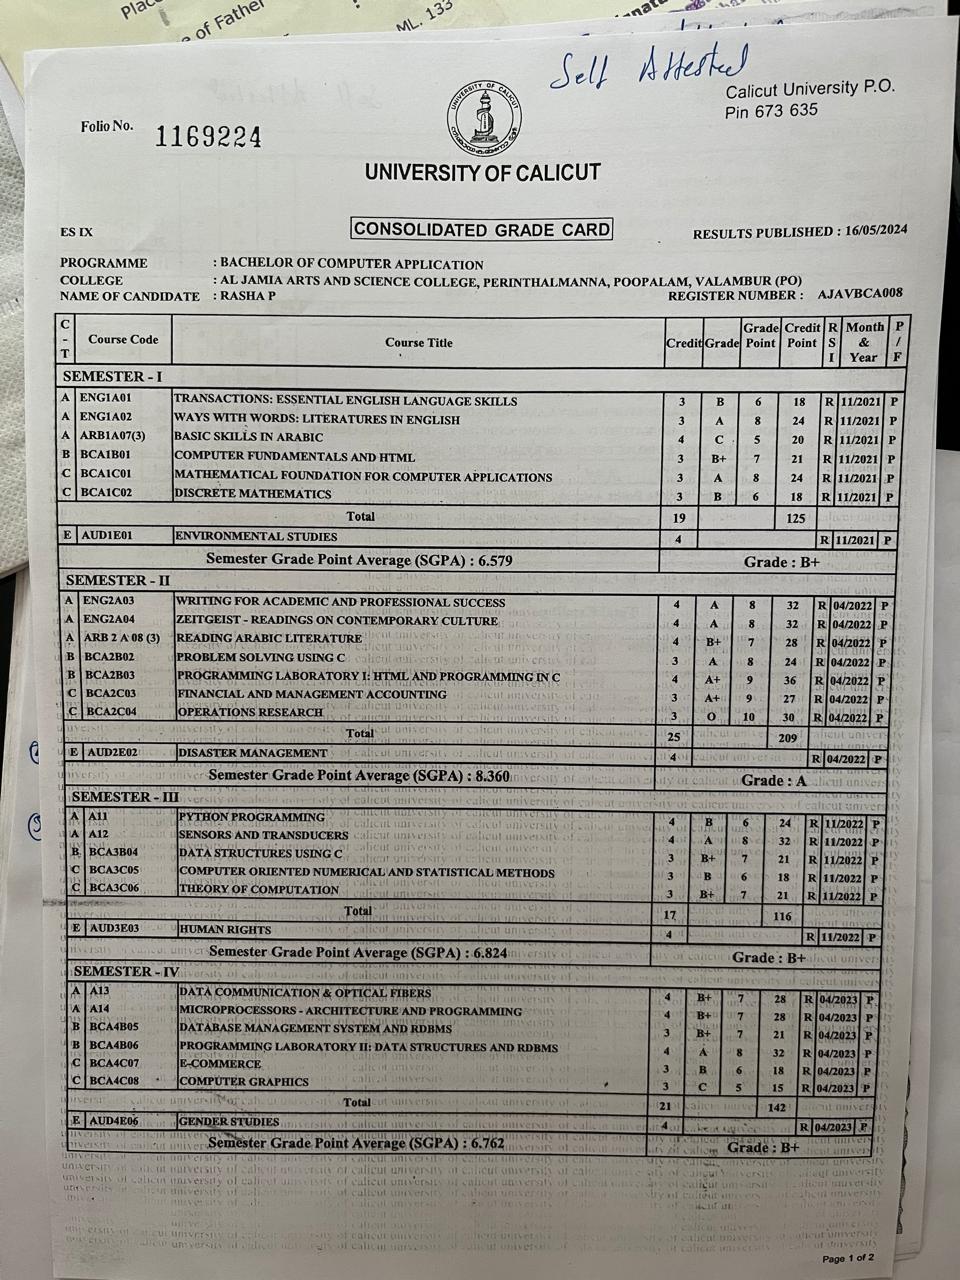 Place
e of Father
ML. 133
Self Attested
Calicut University P.O.
Pin 673 635
Folio No. 1169224
UNIVERSITY OF CALICUT
UNIVERSITY OF CALICUT
ES IX
CONSOLIDATED GRADE CARD
RESULTS PUBLISHED : 16/05/2024
PROGRAMME : BACHELOR OF COMPUTER APPLICATION
COLLEGE : AL JAMIA ARTS AND SCIENCE COLLEGE, PERINTHALMANNA, POOPALAM, VALAMBUR (PO)
NAME OF CANDIDATE : RASHA P REGISTER NUMBER : AJAVBCA008
C-T Course Code Course Title Credit Grade Grade Point Credit Point RSI Month & Year P/F
SEMESTER - I
A ENG1A01 TRANSACTIONS: ESSENTIAL ENGLISH LANGUAGE SKILLS 3 B 6 18 R 11/2021 P
A ENG1A02 WAYS WITH WORDS: LITERATURES IN ENGLISH 3 A 8 24 R 11/2021 P
A ARB1A07(3) BASIC SKILLS IN ARABIC 4 C 5 20 R 11/2021 P
B BCA1B01 COMPUTER FUNDAMENTALS AND HTML 3 B+ 7 21 R 11/2021 P
C BCA1C01 MATHEMATICAL FOUNDATION FOR COMPUTER APPLICATIONS 3 A 8 24 R 11/2021 P
C BCA1C02 DISCRETE MATHEMATICS 3 B 6 18 R 11/2021 P
Total 19 125
E AUD1E01 ENVIRONMENTAL STUDIES 4 R 11/2021 P
Semester Grade Point Average (SGPA) : 6.579 Grade : B+
SEMESTER - II
A ENG2A03 WRITING FOR ACADEMIC AND PROFESSIONAL SUCCESS 4 A 8 32 R 04/2022 P
A ENG2A04 ZEITGEIST - READINGS ON CONTEMPORARY CULTURE 4 A 8 32 R 04/2022 P
A ARB 2 A 08 (3) READING ARABIC LITERATURE 4 B+ 7 28 R 04/2022 P
B BCA2B02 PROBLEM SOLVING USING C 3 A 8 24 R 04/2022 P
B BCA2B03 PROGRAMMING LABORATORY I: HTML AND PROGRAMMING IN C 4 A+ 9 36 R 04/2022 P
C BCA2C03 FINANCIAL AND MANAGEMENT ACCOUNTING 3 A+ 9 27 R 04/2022 P
C BCA2C04 OPERATIONS RESEARCH 3 O 10 30 R 04/2022 P
Total 25 209
E AUD2E02 DISASTER MANAGEMENT 4 R 04/2022 P
Semester Grade Point Average (SGPA) : 8.360 Grade : A
SEMESTER - III
A A11 PYTHON PROGRAMMING 4 B 6 24 R 11/2022 P
A A12 SENSORS AND TRANSDUCERS 4 A 8 32 R 11/2022 P
B BCA3B04 DATA STRUCTURES USING C 3 B+ 7 21 R 11/2022 P
C BCA3C05 COMPUTER ORIENTED NUMERICAL AND STATISTICAL METHODS 3 B 6 18 R 11/2022 P
C BCA3C06 THEORY OF COMPUTATION 3 B+ 7 21 R 11/2022 P
Total 17 116
E AUD3E03 HUMAN RIGHTS 4 R 11/2022 P
Semester Grade Point Average (SGPA) : 6.824 Grade : B+
SEMESTER - IV
A A13 DATA COMMUNICATION & OPTICAL FIBERS 4 B+ 7 28 R 04/2023 P
A A14 MICROPROCESSORS - ARCHITECTURE AND PROGRAMMING 4 B+ 7 28 R 04/2023 P
B BCA4B05 DATABASE MANAGEMENT SYSTEM AND RDBMS 3 B+ 7 21 R 04/2023 P
B BCA4B06 PROGRAMMING LABORATORY II: DATA STRUCTURES AND RDBMS 4 A 8 32 R 04/2023 P
C BCA4C07 E-COMMERCE 3 B 6 18 R 04/2023 P
C BCA4C08 COMPUTER GRAPHICS 3 C 5 15 R 04/2023 P
Total 21 142
E AUD4E06 GENDER STUDIES 4 R 04/2023 P
Semester Grade Point Average (SGPA) : 6.762 Grade : B+
Page 1 of 2